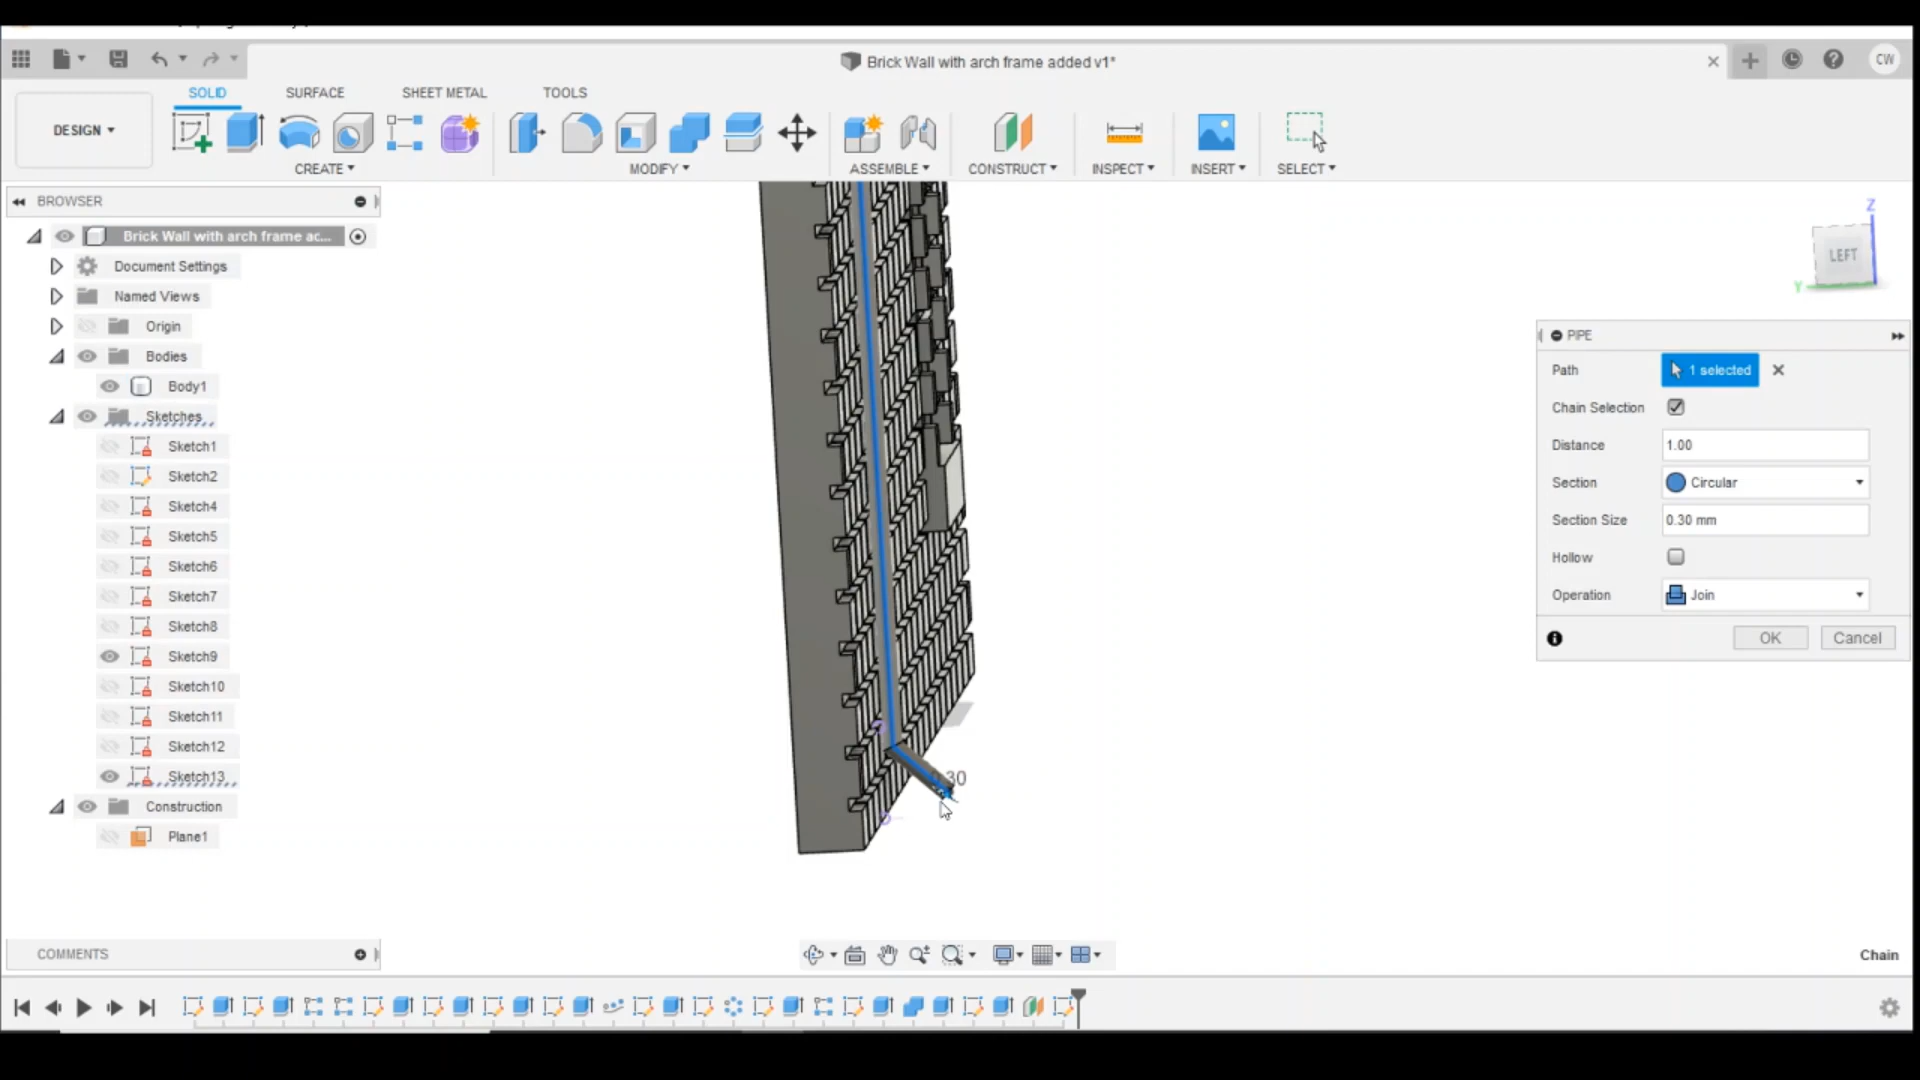 Brick Wall with arch frame added v1*
CW
DESIGN
SOLID
SURFACE
SHEET METAL
TOOLS
CREATE
MODIFY
ASSEMBLE
CONSTRUCT
INSPECT
INSERT
SELECT
BROWSER
Brick Wall with arch frame ac...
Document Settings
Named Views
Origin
Bodies
Body1
Sketches
Sketch1
Sketch2
Sketch4
Sketch5
Sketch6
Sketch7
Sketch8
Sketch9
Sketch10
Sketch11
Sketch12
Sketch13
Construction
Plane1
0.30
Z
LEFT
Y
PIPE
Path 1 selected
Chain Selection
Distance 1.00
Section Circular
Section Size 0.30 mm
Hollow
Operation Join
OK Cancel
COMMENTS
Chain